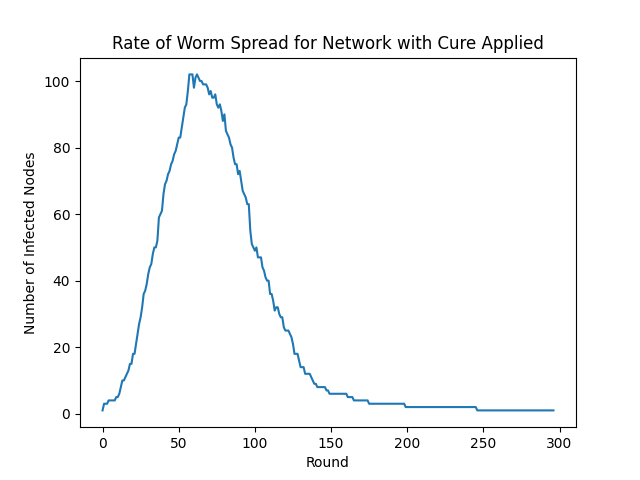 Rate of Worm Spread for Network with Cure Applied
Number of Infected Nodes
100
80
60
40
20
0
0 50 100 150 200 250 300
Round